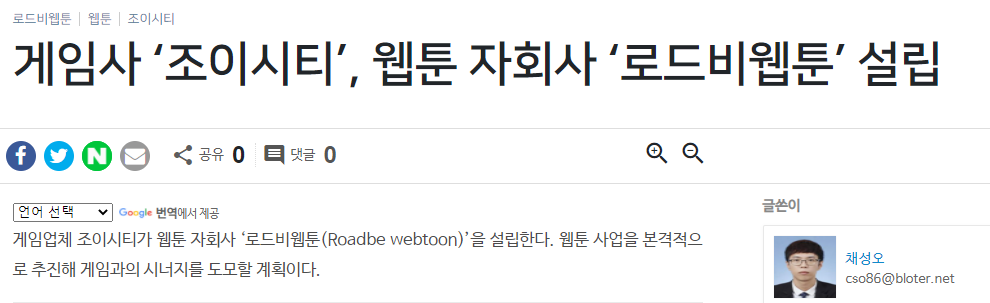 로드비웹툰 웹툰 조이시티
게임사 ‘조이시티’, 웹툰 자회사 ‘로드비웹툰’ 설립
공유 0 댓글 0
언어 선택 Google 번역에서 제공
게임업체 조이시티가 웹툰 자회사 ‘로드비웹툰(Roadbe webtoon)’을 설립한다. 웹툰 사업을 본격적으
로 추진해 게임과의 시너지를 도모할 계획이다.
글쓴이
채성오
cso86@bloter.net